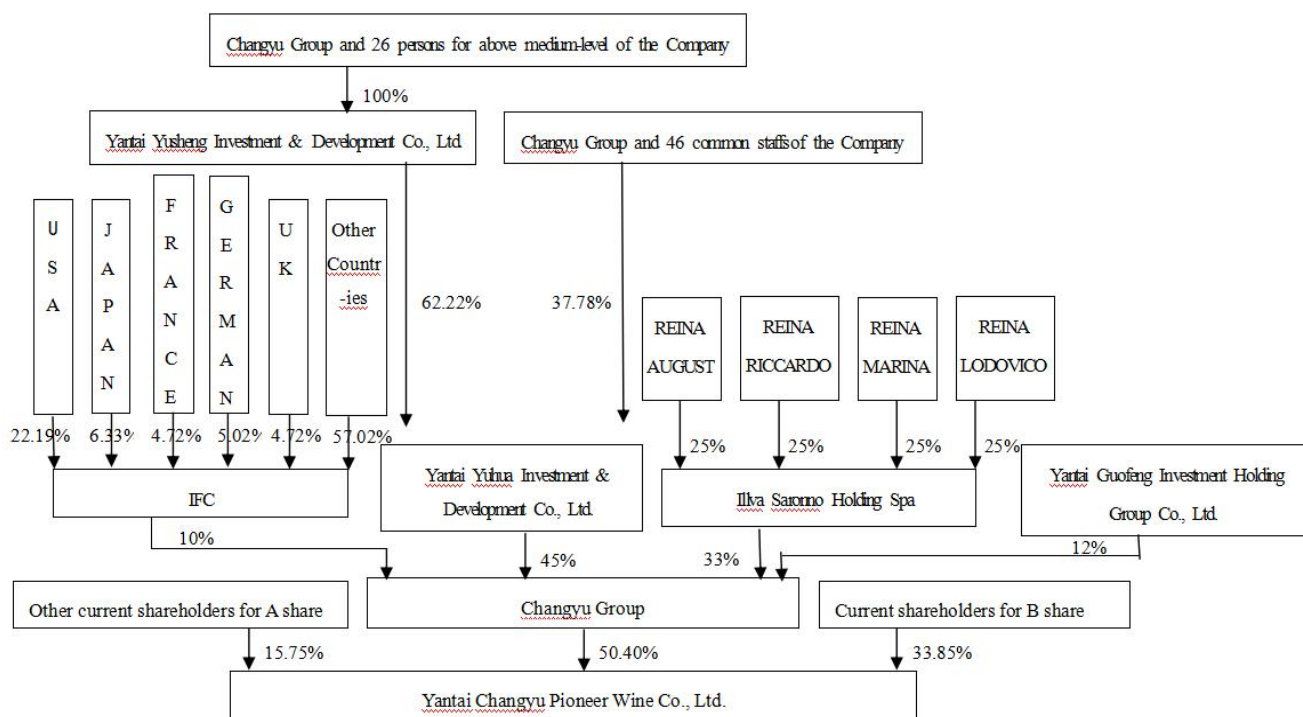 Changyu Group and 26 persons for above medium-level of the Company
100%
Yantai Yusheng Investment & Development Co., Ltd
Changyu Group and 46 common staffs of the Company
USA
JAPAN
FRANCE
GERMAN
UK
Other
Countr
-ies
62.22%
37.78%
REINA
AUGUST
REINA
RICCARDO
REINA
MARINA
REINA
LODOVICO
22.19%
6.33%
4.72%
5.02%
4.72%
57.02%
25%
25%
25%
25%
IFC
Yantai Yuhua Investment &
Development Co., Ltd.
Illva Saronno Holding Spa
Yantai Guofeng Investment Holding
Group Co., Ltd.
10%
45%
33%
12%
Other current shareholders for A share
Changyu Group
Current shareholders for B share
15.75%
50.40%
33.85%
Yantai Changyu Pioneer Wine Co., Ltd.